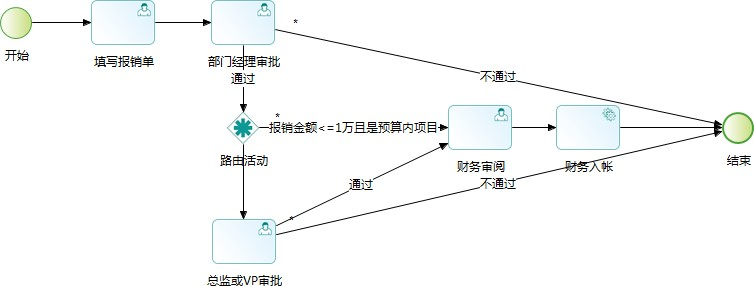 *
开始
填写报销单
部门经理审批
通过
不通过
*
报销金额<=1万且是预算内项目
路由活动
财务审阅
财务入帐
结束
通过
不通过
*
总监或VP审批